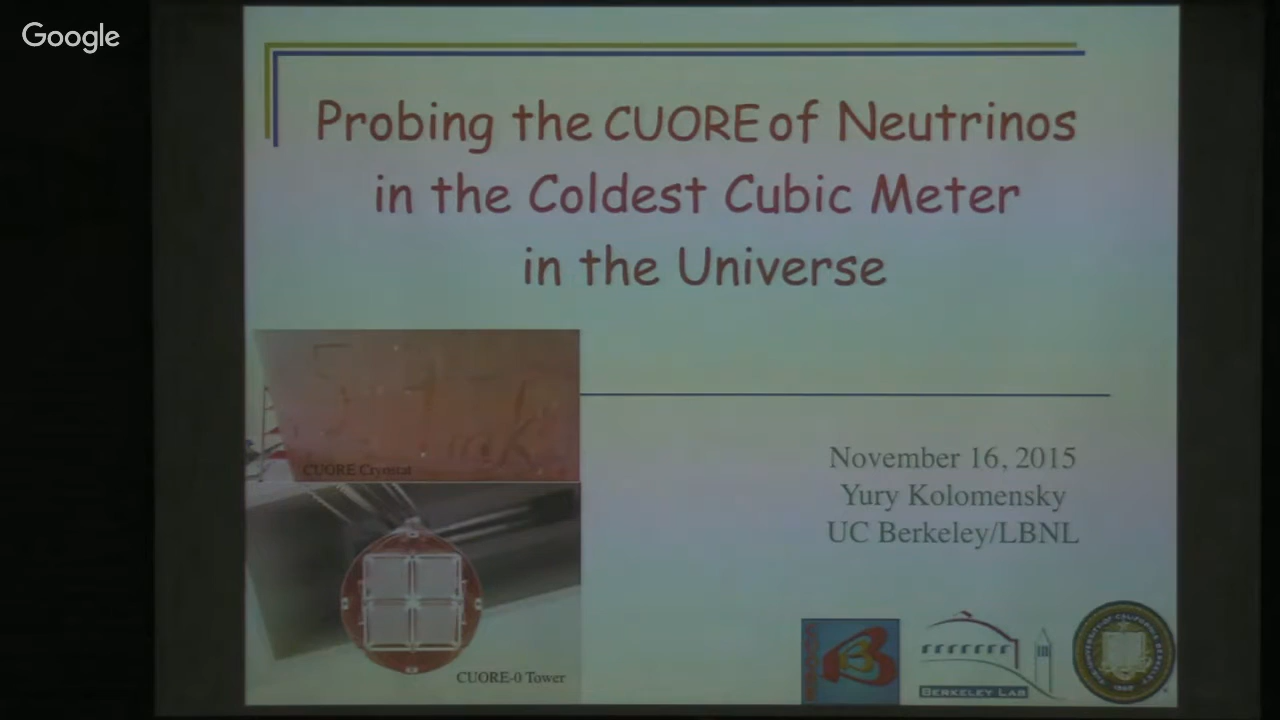 Google
Probing the CUORE of Neutrinos
in the Coldest Cubic Meter
in the Universe
CUORE Cryostat
November 16, 2015
Yury Kolomensky
UC Berkeley/LBNL
CUORE-0 Tower
BERKELEY LAB